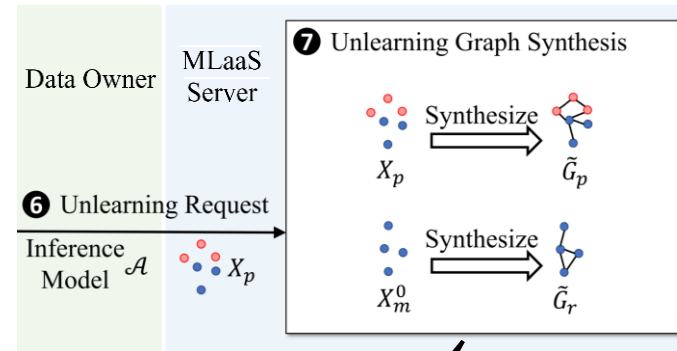 ❼ Unlearning Graph Synthesis
Data Owner
MLaaS
Server
Synthesize
X_p
G̃_p
❻ Unlearning Request
Inference
Model 𝒜
X_p
Synthesize
X_m^0
G̃_r